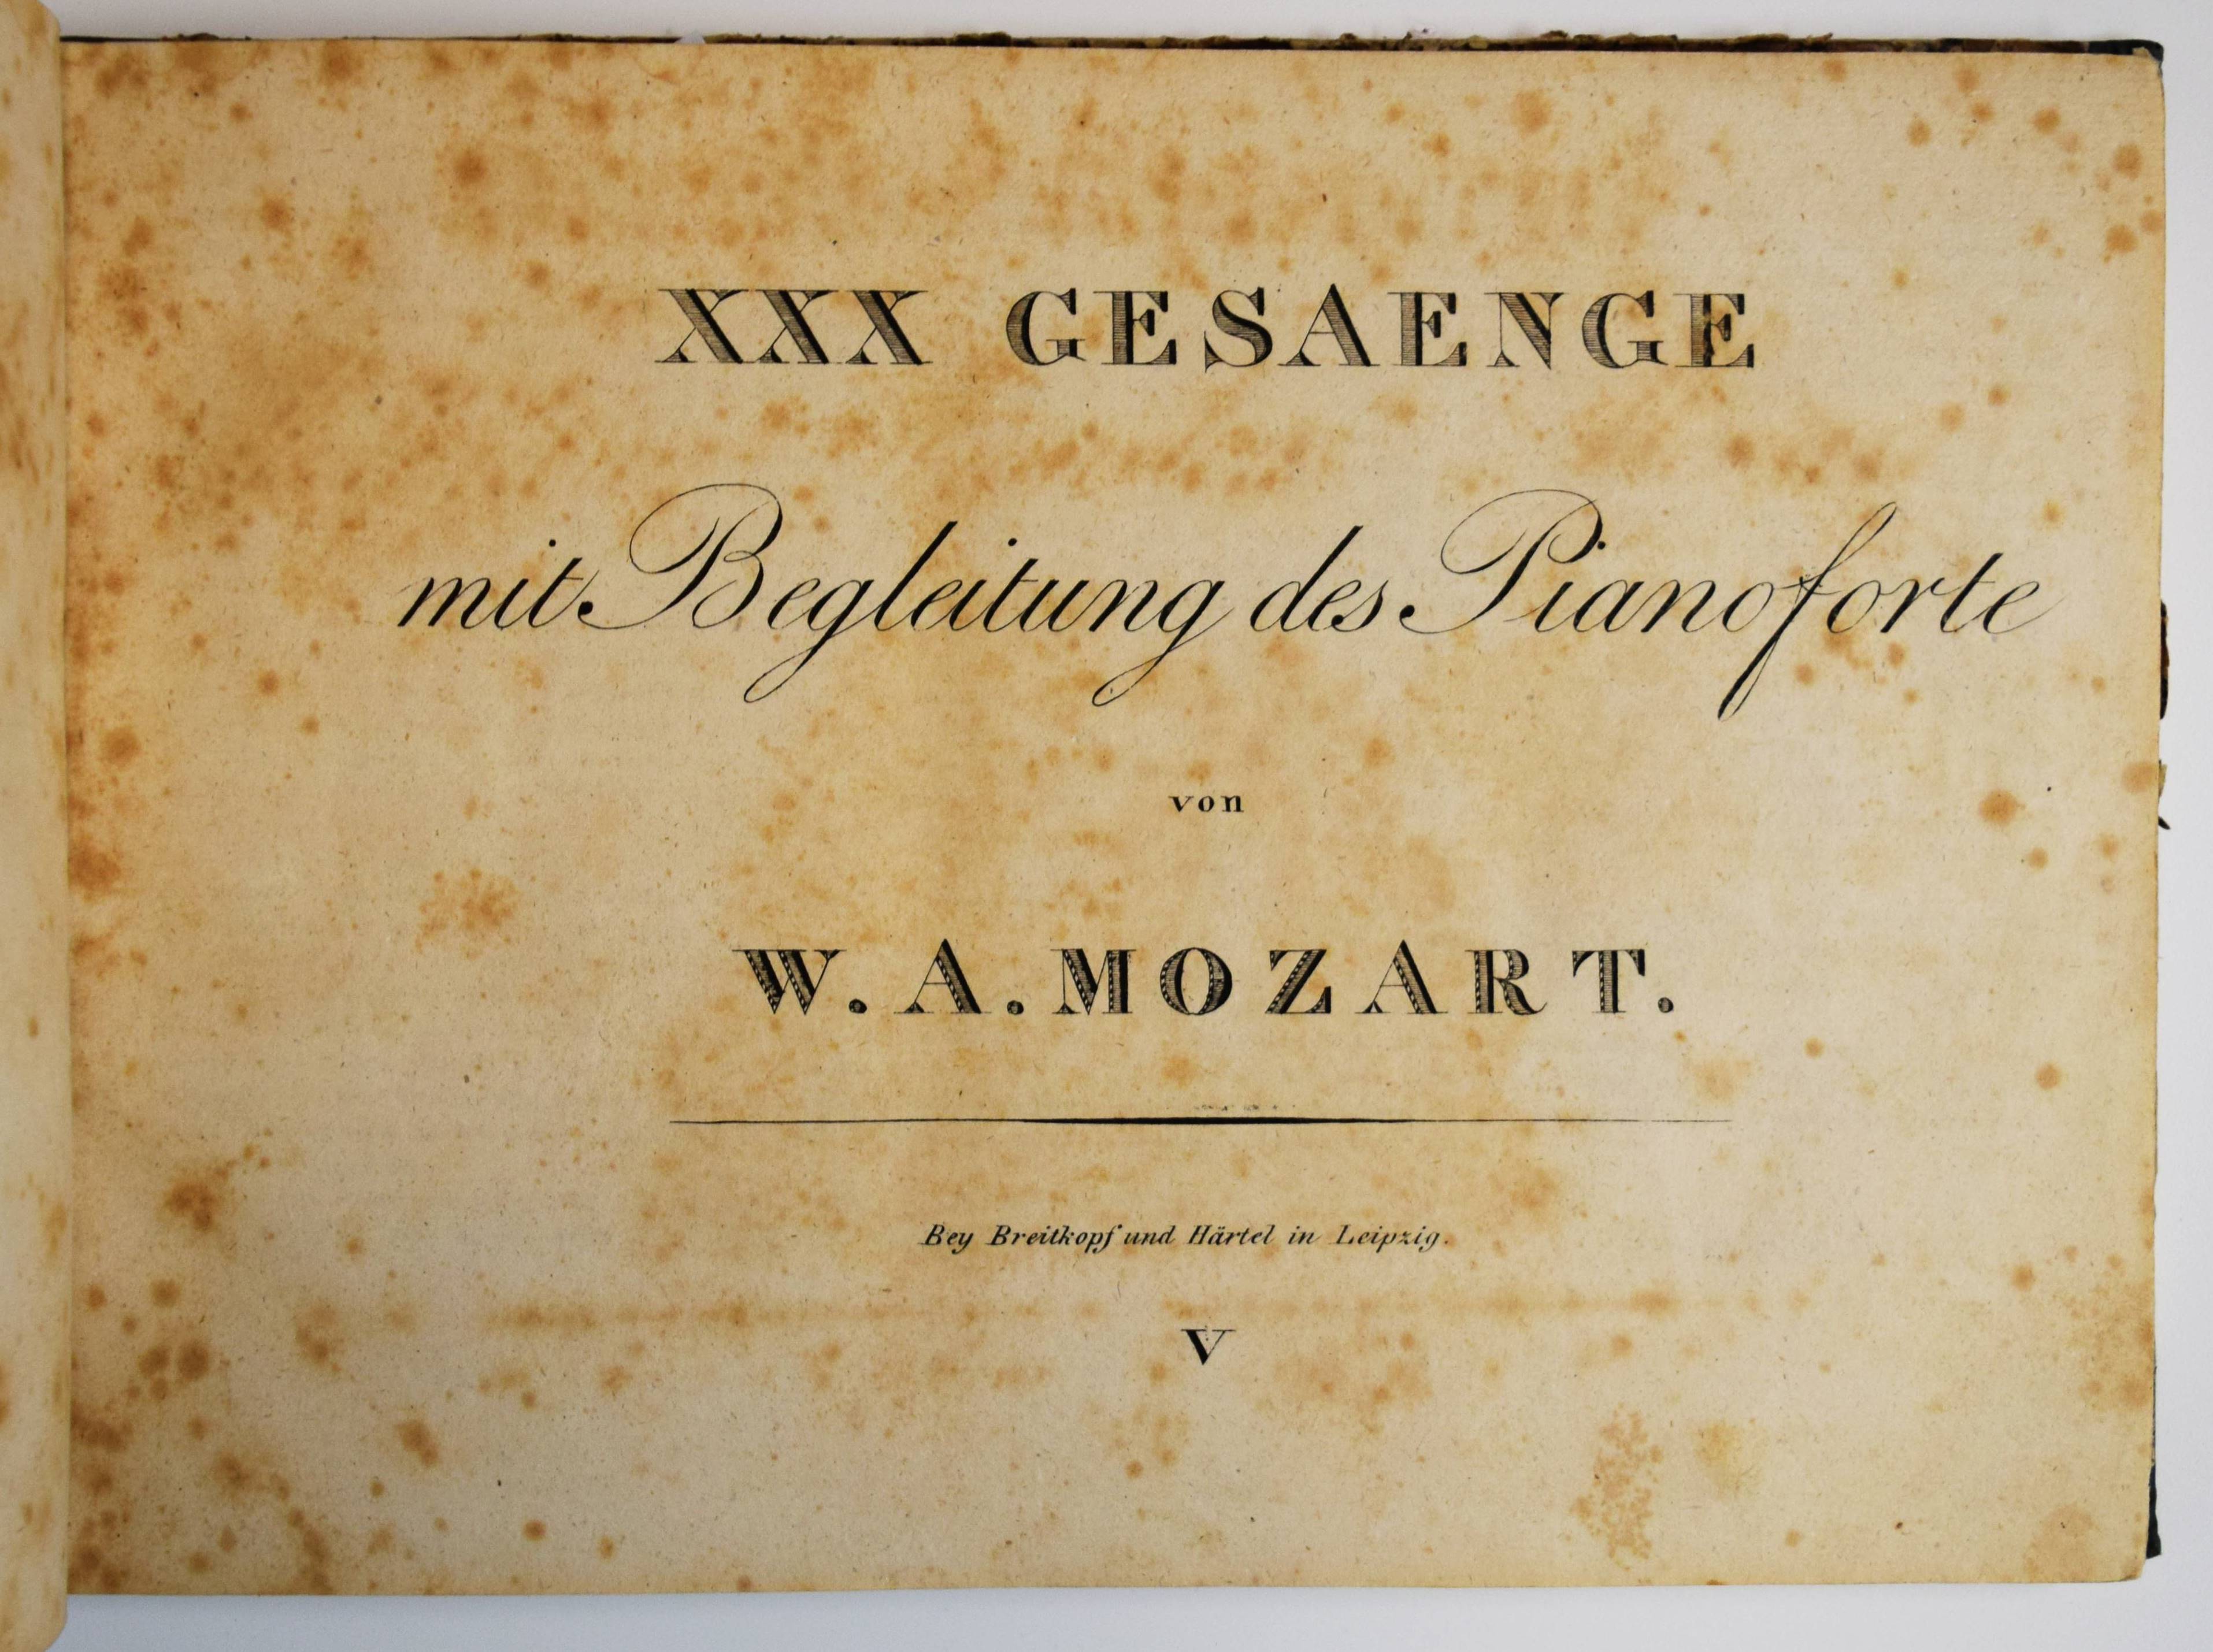 XXX GESAENGE
mit Begleitung des Pianoforte
von
W. A. MOZART.
Bey Breitkopf und Härtel in Leipzig.
V